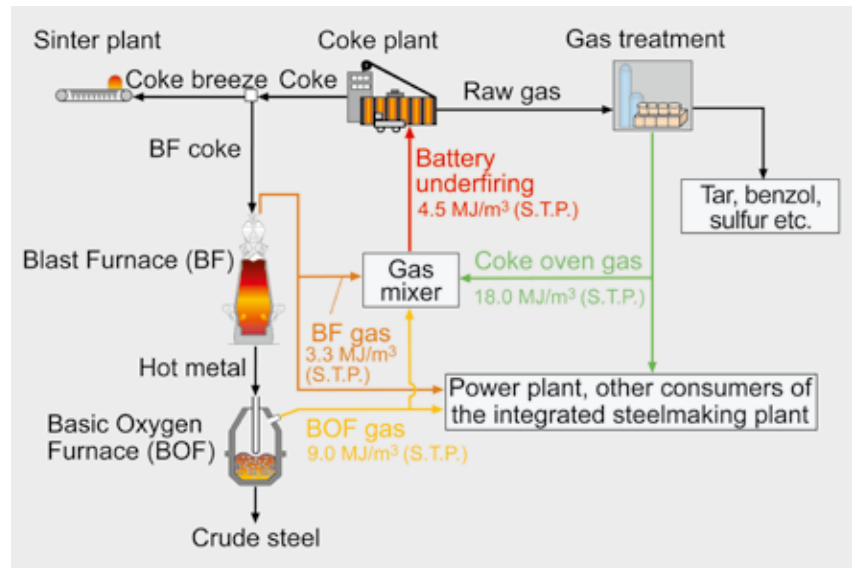 Sinter plant
Coke plant
Gas treatment
Coke breeze
Coke
Raw gas
BF coke
Battery
underfiring
4.5 MJ/m³ (S.T.P.)
Tar, benzol,
sulfur etc.
Blast Furnace (BF)
Gas
mixer
Coke oven gas
18.0 MJ/m³ (S.T.P.)
BF gas
3.3 MJ/m³
(S.T.P.)
Hot metal
Power plant, other consumers of
the integrated steelmaking plant
Basic Oxygen
Furnace (BOF)
BOF gas
9.0 MJ/m³ (S.T.P.)
Crude steel